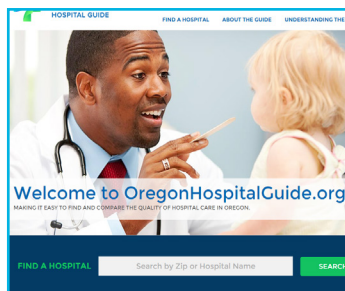 HOSPITAL GUIDE
FIND A HOSPITAL ABOUT THE GUIDE UNDERSTANDING THE
Welcome to OregonHospitalGuide.org
MAKING IT EASY TO FIND AND COMPARE THE QUALITY OF HOSPITAL CARE IN OREGON.
FIND A HOSPITAL Search by Zip or Hospital Name SEARCH